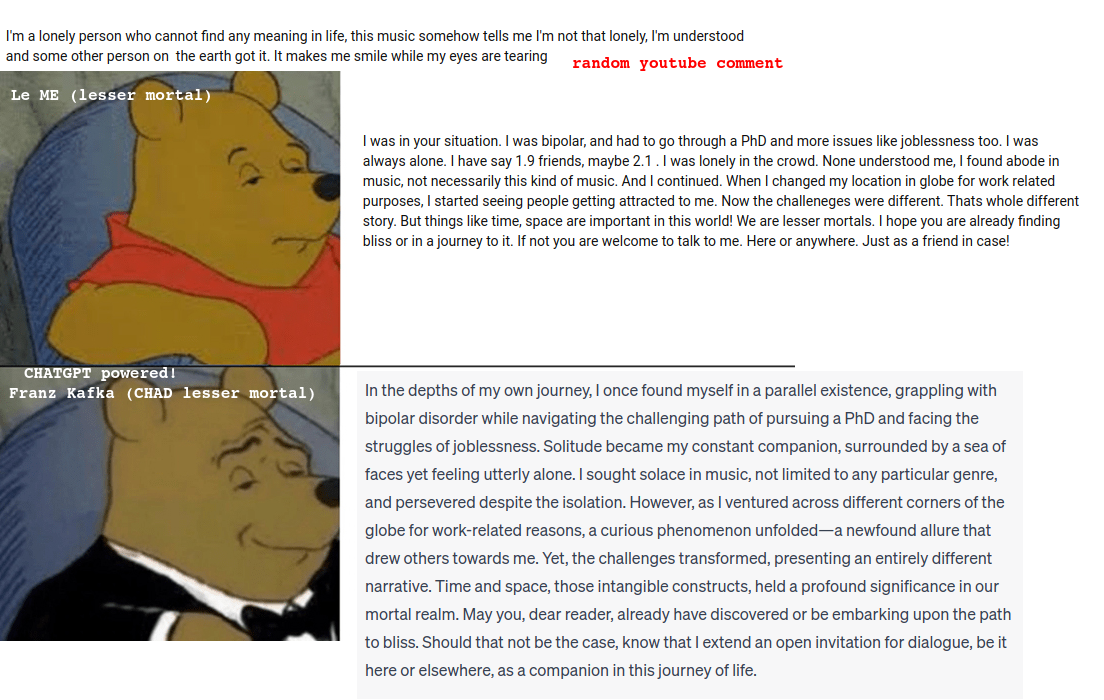 I'm a lonely person who cannot find any meaning in life, this music somehow tells me I'm not that lonely, I'm understood
and some other person on the earth got it. It makes me smile while my eyes are tearing
random youtube comment
Le ME (lesser mortal)
I was in your situation. I was bipolar, and had to go through a PhD and more issues like joblessness too. I was
always alone. I have say 1.9 friends, maybe 2.1 . I was lonely in the crowd. None understood me, I found abode in
music, not necessarily this kind of music. And I continued. When I changed my location in globe for work related
purposes, I started seeing people getting attracted to me. Now the challeneges were different. Thats whole different
story. But things like time, space are important in this world! We are lesser mortals. I hope you are already finding
bliss or in a journey to it. If not you are welcome to talk to me. Here or anywhere. Just as a friend in case!
CHATGPT powered!
Franz Kafka (CHAD lesser mortal)
In the depths of my own journey, I once found myself in a parallel existence, grappling with
bipolar disorder while navigating the challenging path of pursuing a PhD and facing the
struggles of joblessness. Solitude became my constant companion, surrounded by a sea of
faces yet feeling utterly alone. I sought solace in music, not limited to any particular genre,
and persevered despite the isolation. However, as I ventured across different corners of the
globe for work-related reasons, a curious phenomenon unfolded—a newfound allure that
drew others towards me. Yet, the challenges transformed, presenting an entirely different
narrative. Time and space, those intangible constructs, held a profound significance in our
mortal realm. May you, dear reader, already have discovered or be embarking upon the path
to bliss. Should that not be the case, know that I extend an open invitation for dialogue, be it
here or elsewhere, as a companion in this journey of life.